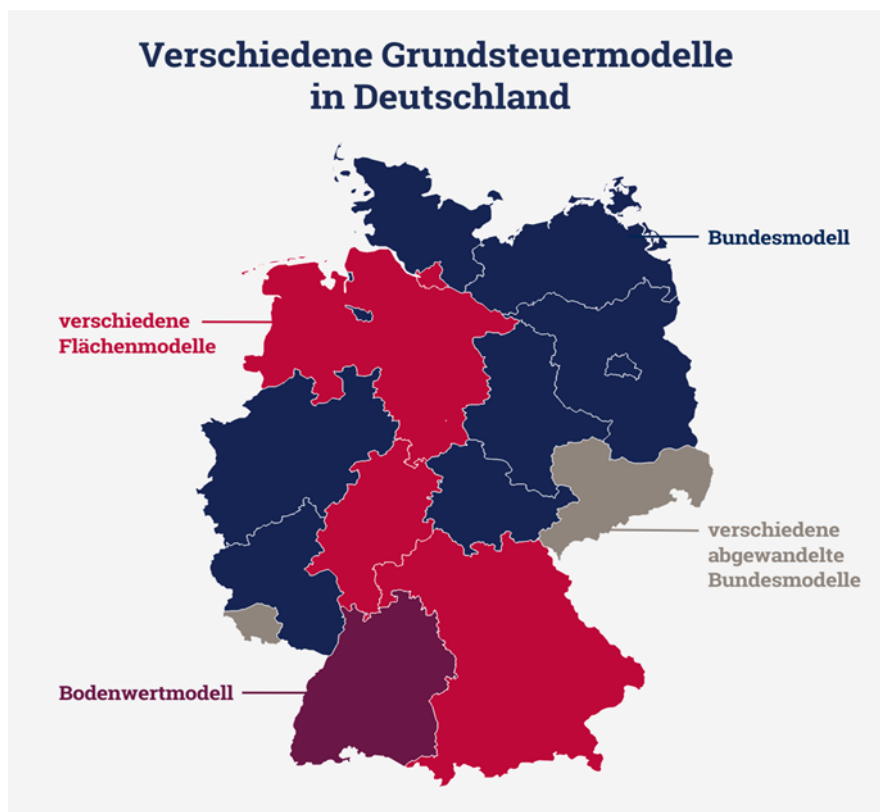 Verschiedene Grundsteuermodelle
in Deutschland
Bundesmodell
verschiedene
Flächenmodelle
verschiedene
abgewandelte
Bundesmodelle
Bodenwertmodell